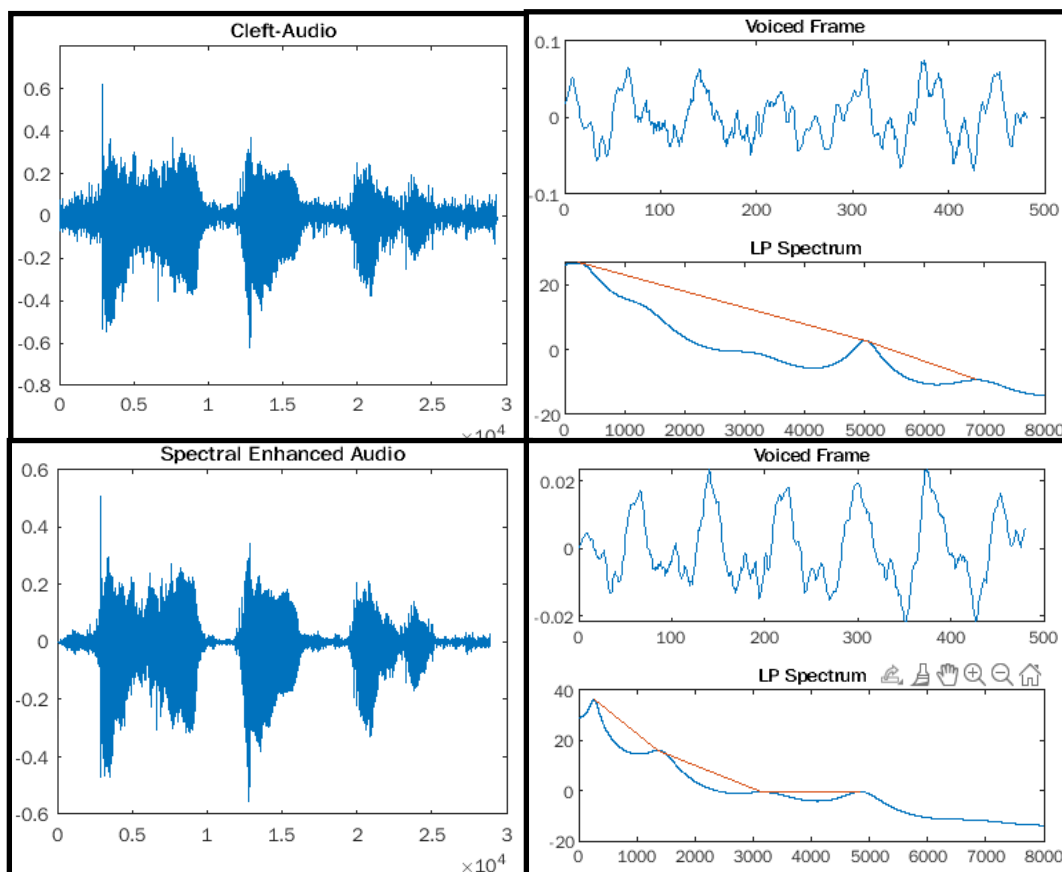 Cleft-Audio
0.6
0.4
0.2
0
-0.2
-0.4
-0.6
-0.8
0 0.5 1 1.5 2 2.5 3
×10⁴
Voiced Frame
0.1
0
-0.1
0 100 200 300 400 500
LP Spectrum
20
0
-20
0 1000 2000 3000 4000 5000 6000 7000 8000
Spectral Enhanced Audio
0.6
0.4
0.2
0
-0.2
-0.4
-0.6
0 0.5 1 1.5 2 2.5 3
×10⁴
Voiced Frame
0.02
0
-0.02
0 100 200 300 400 500
LP Spectrum
40
20
0
-20
0 1000 2000 3000 4000 5000 6000 7000 8000